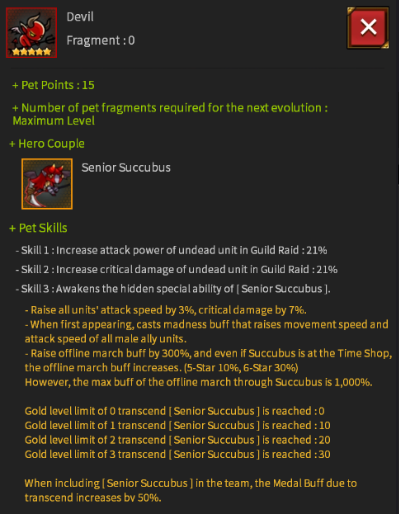 Devil
Fragment : 0
+ Pet Points : 15
+ Number of pet fragments required for the next evolution :
Maximum Level
+ Hero Couple
Senior Succubus
+ Pet Skills
- Skill 1 : Increase attack power of undead unit in Guild Raid : 21%
- Skill 2 : Increase critical damage of undead unit in Guild Raid : 21%
- Skill 3 : Awakens the hidden special ability of [ Senior Succubus ].
- Raise all units' attack speed by 3%, critical damage by 7%.
- When first appearing, casts madness buff that raises movement speed and
attack speed of all male ally units.
- Raise offline march buff by 300%, and even if Succubus is at the Time Shop,
the offline march buff increases. (5-Star 10%, 6-Star 30%)
However, the max buff of the offline march through Succubus is 1,000%.
Gold level limit of 0 transcend [ Senior Succubus ] is reached : 0
Gold level limit of 1 transcend [ Senior Succubus ] is reached : 10
Gold level limit of 2 transcend [ Senior Succubus ] is reached : 20
Gold level limit of 3 transcend [ Senior Succubus ] is reached : 30
When including [ Senior Succubus ] in the team, the Medal Buff due to
transcend increases by 50%.